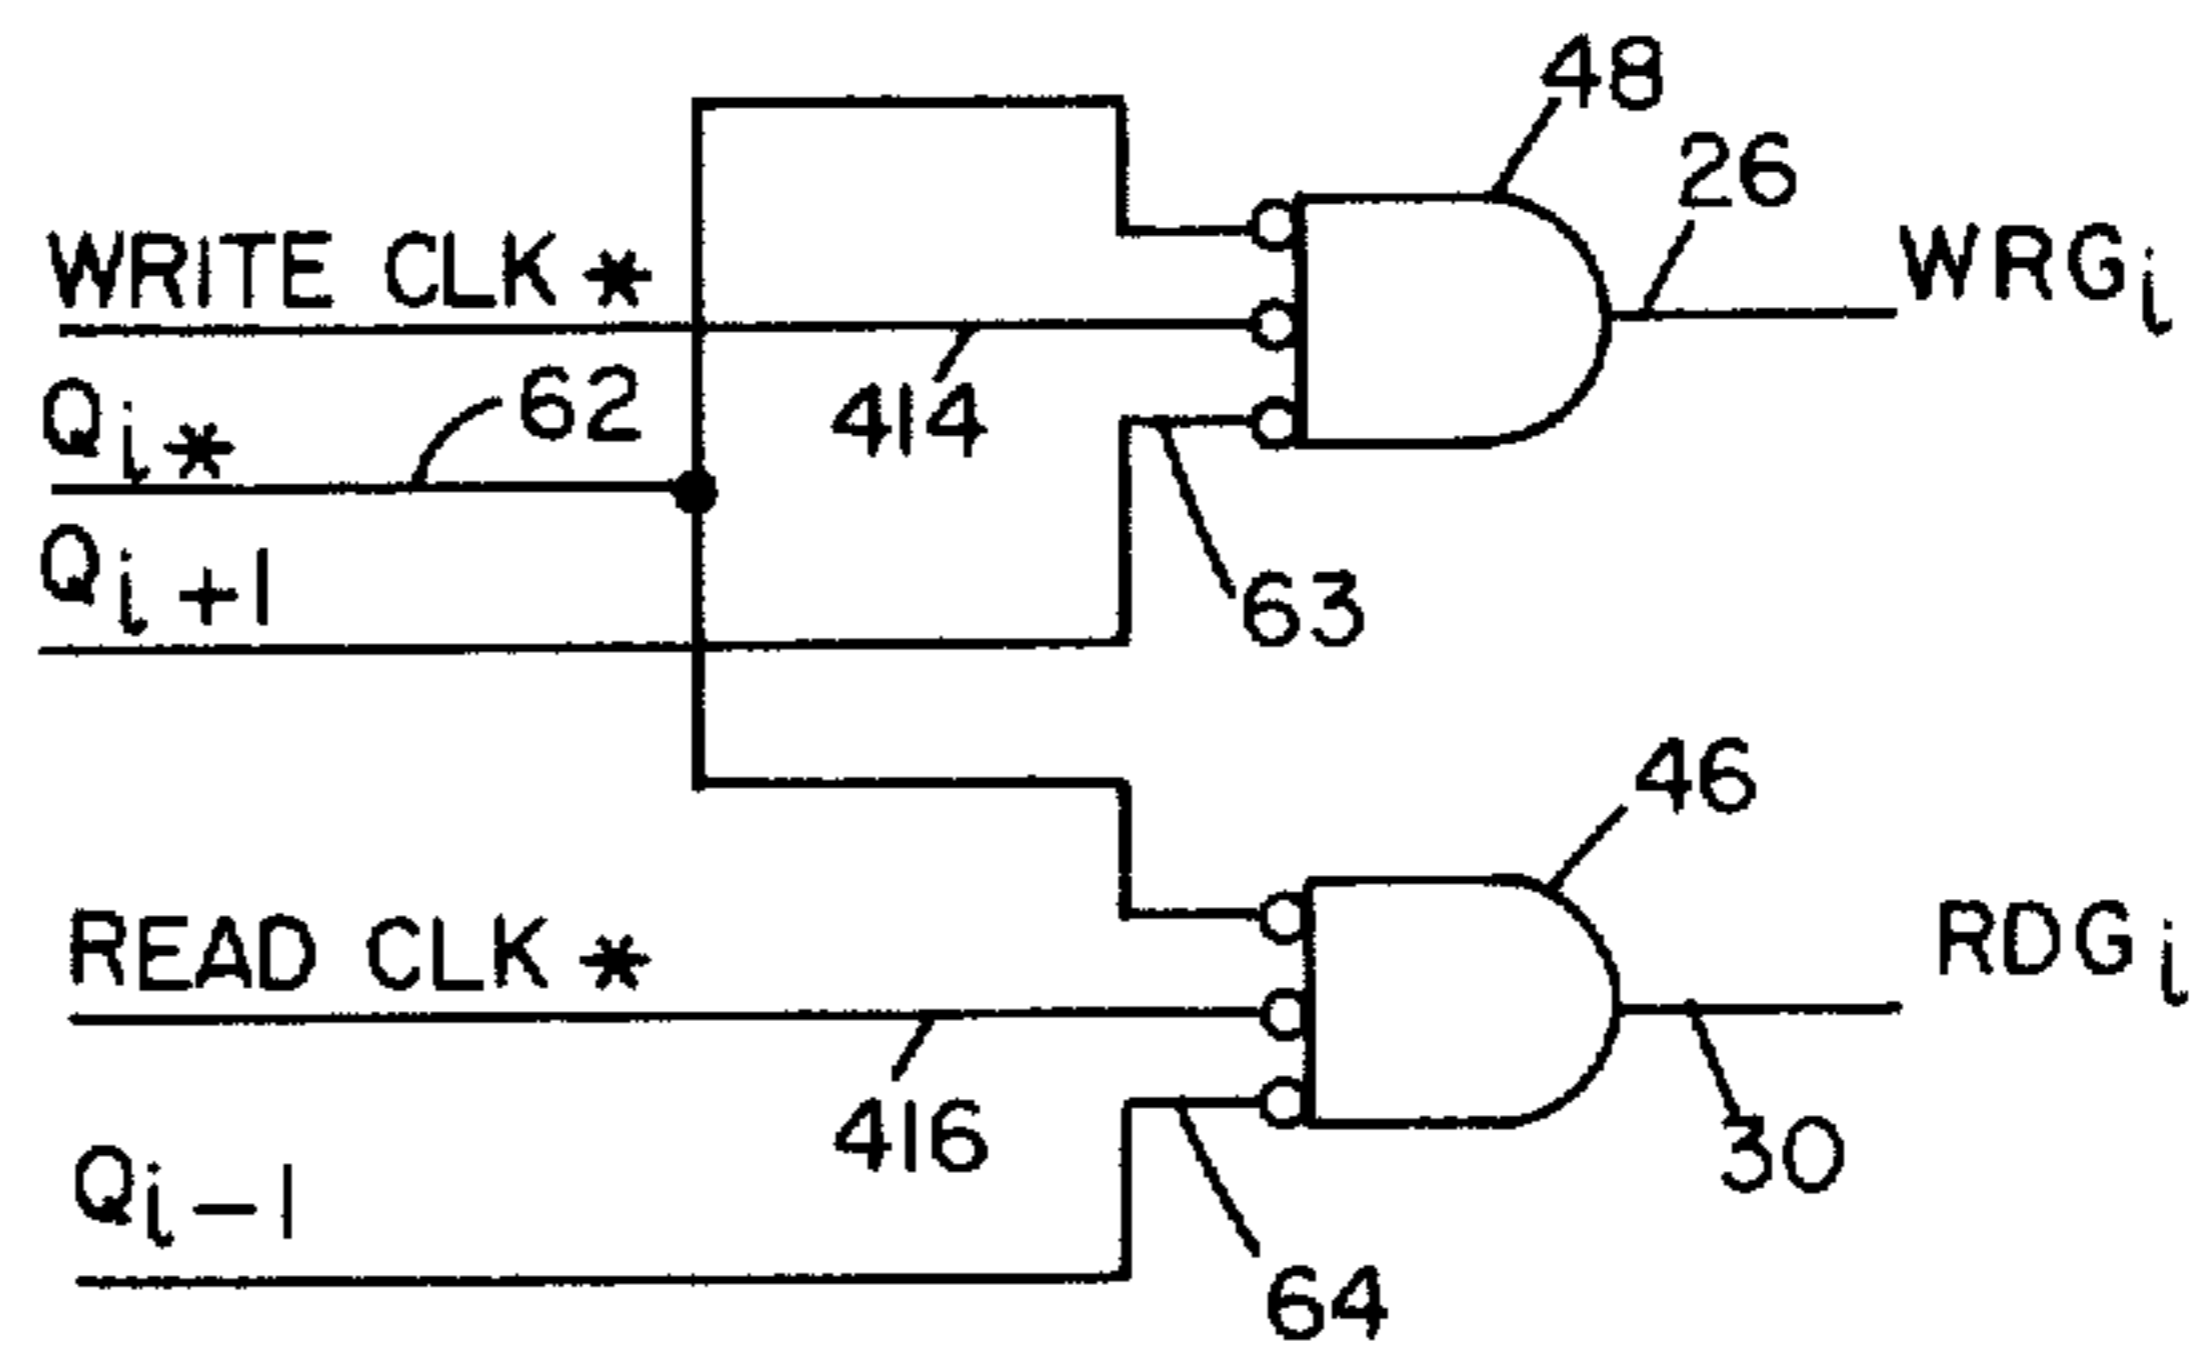 48
26
WRITE CLK* WRGi
Qi* 62 414
Qi+1 63
46
READ CLK* RDGi
416 30
Qi-1 64